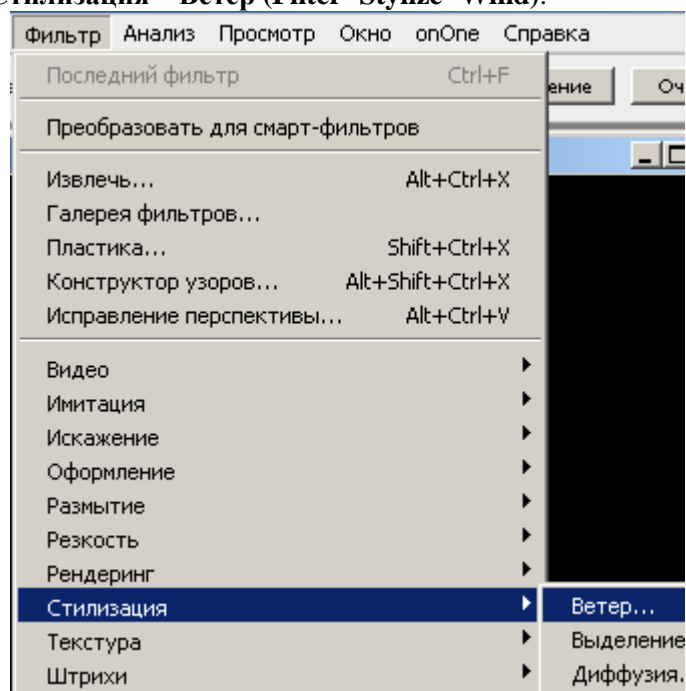 Стилизация – Ветер (Filter–Stylize–Wind).
Фильтр Анализ Просмотр Окно onOne Справка
Последний фильтр Ctrl+F
ение Оч
Преобразовать для смарт-фильтров
Извлечь... Alt+Ctrl+X
Галерея фильтров...
Пластика... Shift+Ctrl+X
Конструктор узоров... Alt+Shift+Ctrl+X
Исправление перспективы... Alt+Ctrl+V
Видео
Имитация
Искажение
Оформление
Размытие
Резкость
Рендеринг
Стилизация Ветер...
Текстура Выделение
Штрихи Диффузия.